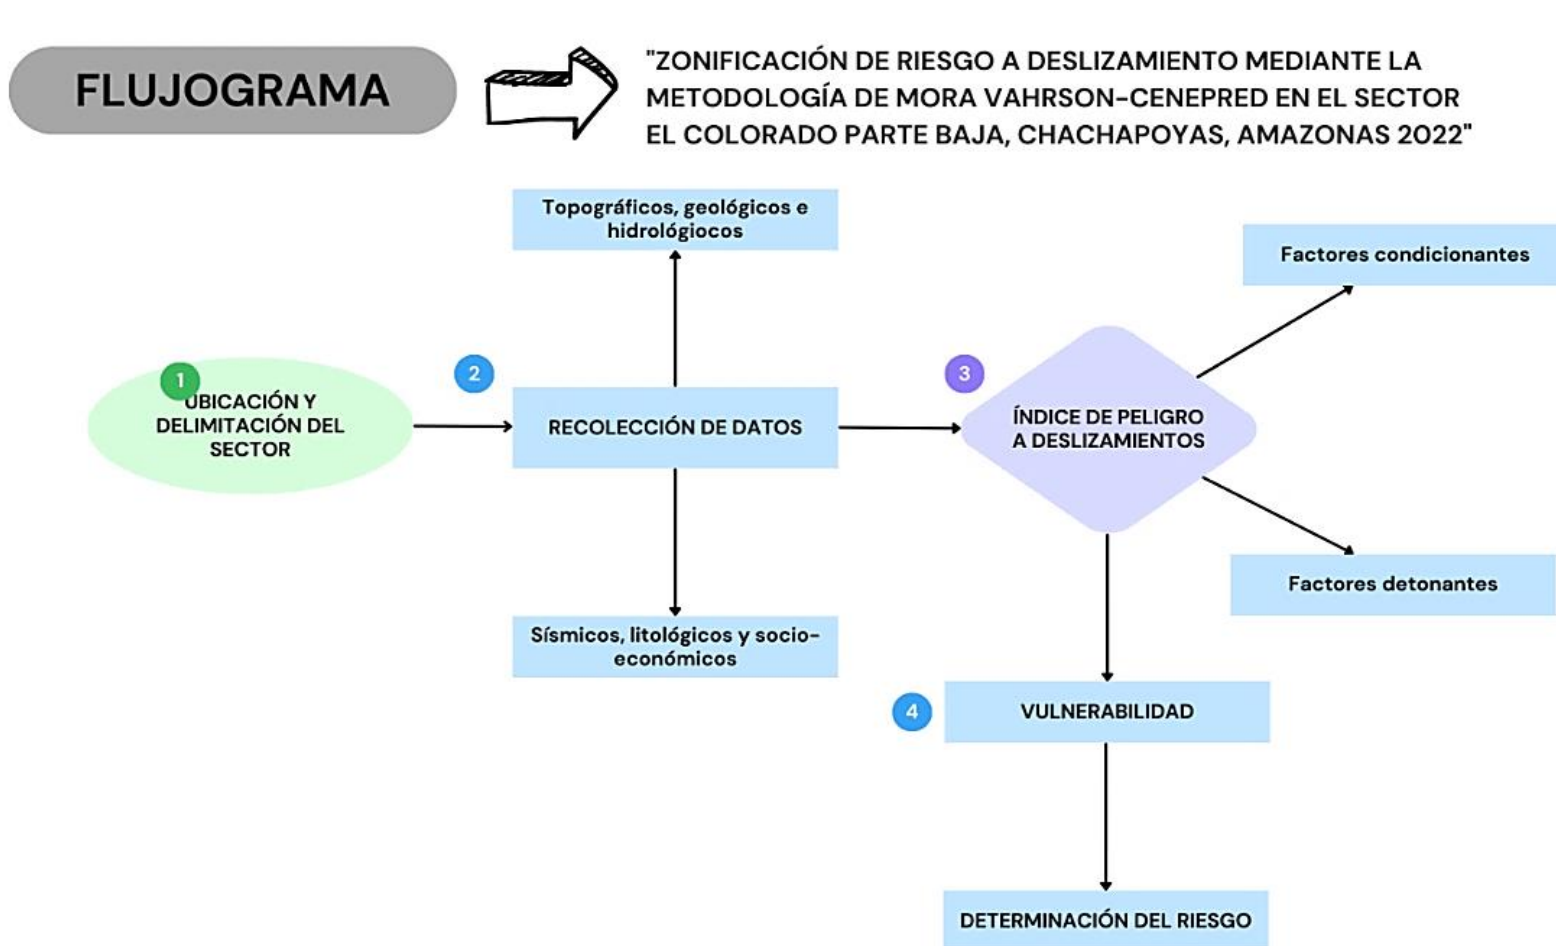 FLUJOGRAMA
"ZONIFICACIÓN DE RIESGO A DESLIZAMIENTO MEDIANTE LA
METODOLOGÍA DE MORA VAHRSON-CENEPRED EN EL SECTOR
EL COLORADO PARTE BAJA, CHACHAPOYAS, AMAZONAS 2022"
1
UBICACIÓN Y
DELIMITACIÓN DEL
SECTOR
2
RECOLECCIÓN DE DATOS
Topográficos, geológicos e
hidrológiocos
Sísmicos, litológicos y socio-
económicos
3
ÍNDICE DE PELIGRO
A DESLIZAMIENTOS
Factores condicionantes
Factores detonantes
4
VULNERABILIDAD
DETERMINACIÓN DEL RIESGO